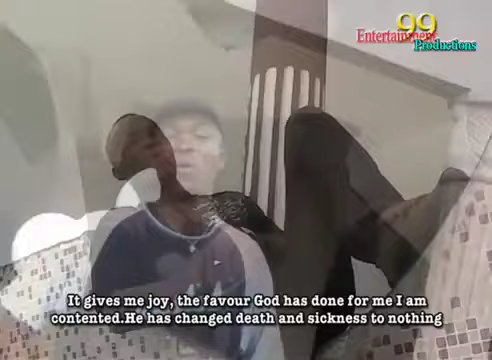 99
Entertainment
Productions
It gives me joy, the favour God has done for me I am
contented.He has changed death and sickness to nothing